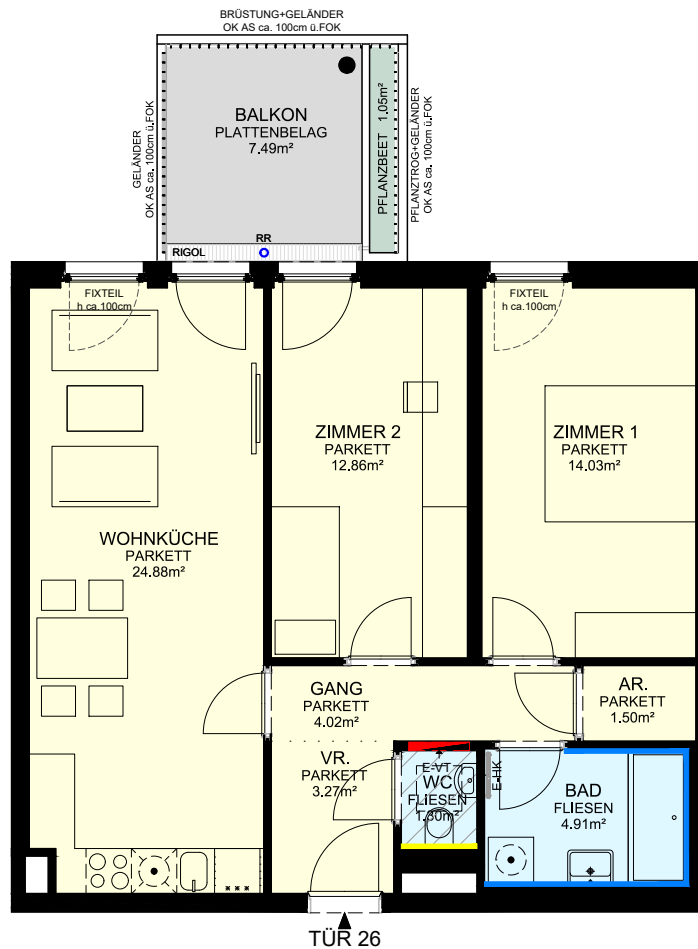 BRÜSTUNG+GELÄNDER
OK AS ca. 100cm ü.FOK
GELÄNDER
OK AS ca. 100cm ü.FOK
BALKON
PLATTENBELAG
7.49m²
PFLANZBEET 1.05m²
PFLANZTROG+GELÄNDER
OK AS ca. 100cm ü.FOK
RR
RIGOL
FIXTEIL
h ca.100cm
FIXTEIL
h ca.100cm
ZIMMER 2
PARKETT
12.86m²
ZIMMER 1
PARKETT
14.03m²
WOHNKÜCHE
PARKETT
24.88m²
GANG
PARKETT
4.02m²
AR.
PARKETT
1.50m²
VR.
PARKETT
3.27m²
E-VT
WC
FLIESEN
1.30m²
E-HK
BAD
FLIESEN
4.91m²
TÜR 26